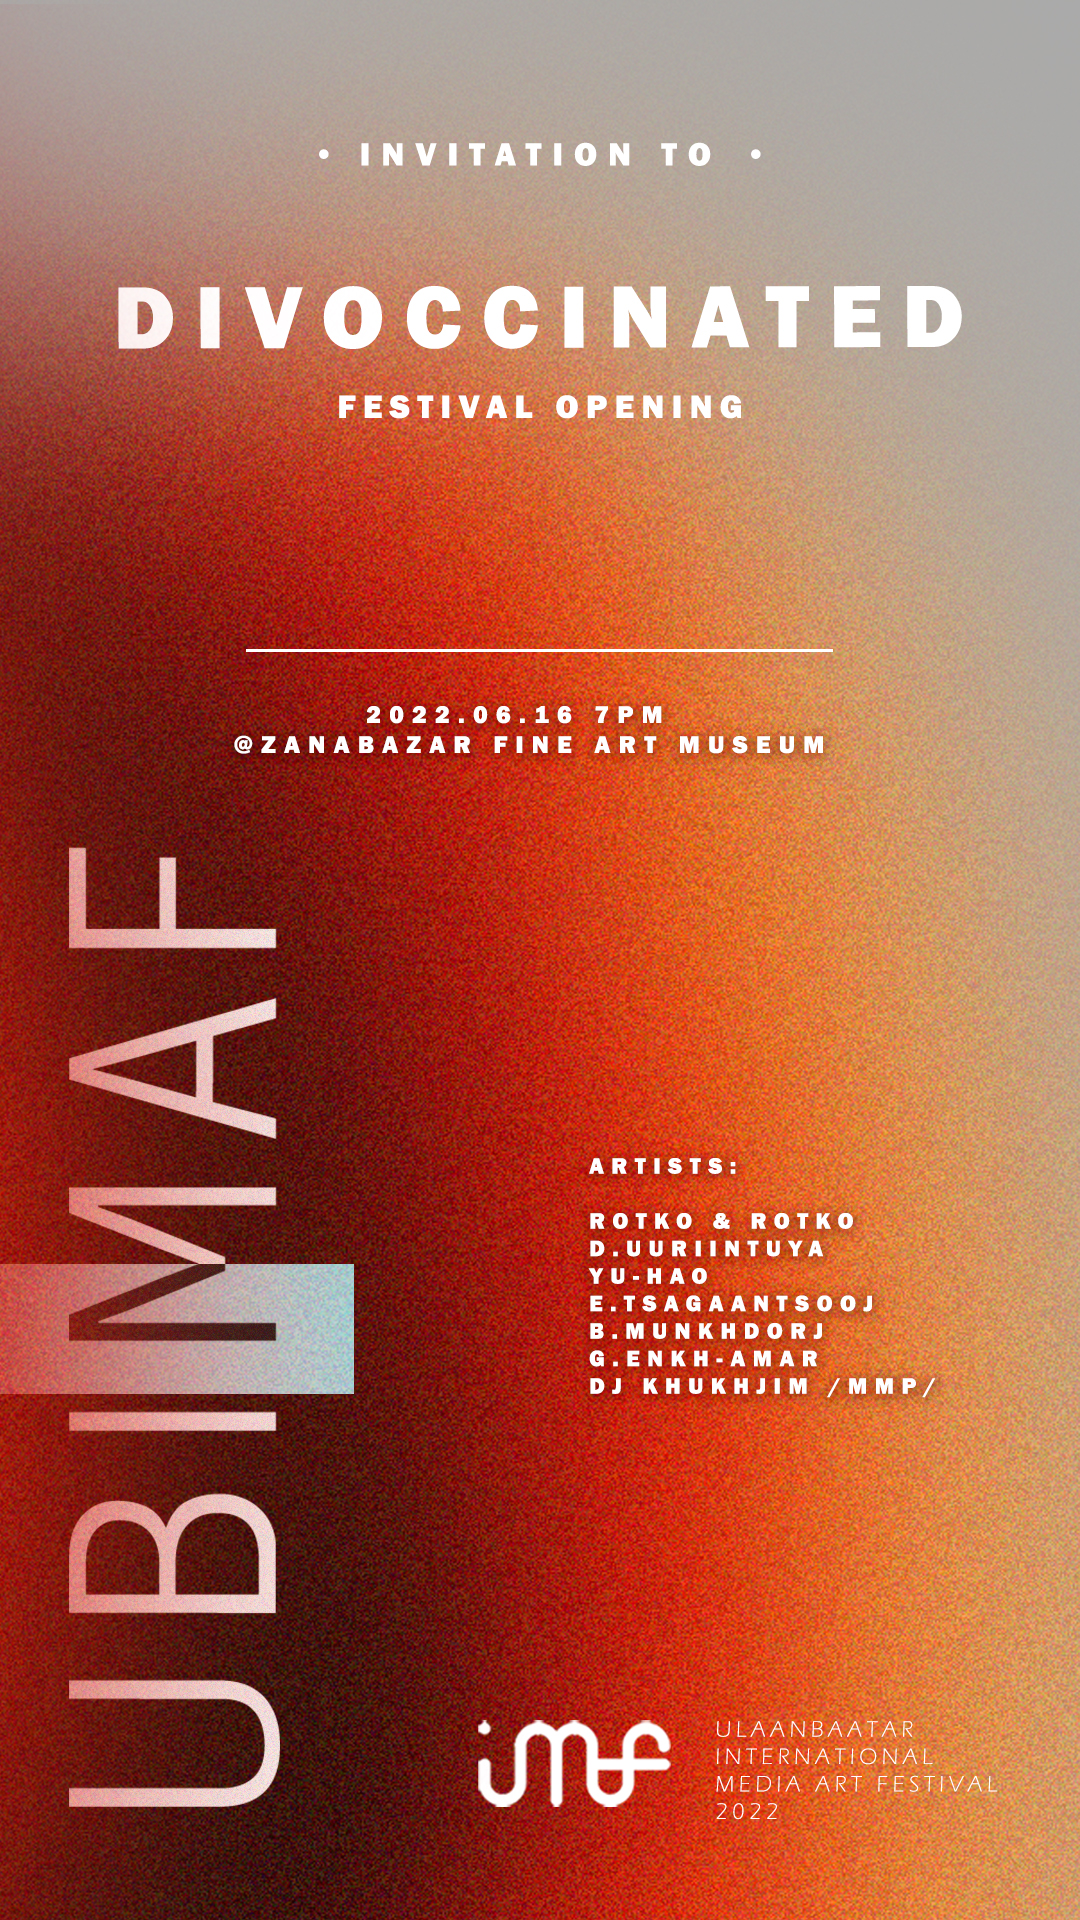 • INVITATION TO •
DIVOCCINATED
FESTIVAL OPENING
2022.06.16 7PM
@ZANABAZAR FINE ART MUSEUM
UBIMAF
ARTISTS:
ROTKO & ROTKO
D.UURIINTUYA
YU-HAO
E.TSAGAANTSOOJ
B.MUNKHDORJ
G.ENKH-AMAR
DJ KHUKHJIM /MMP/
imaf
ULAANBAATAR
INTERNATIONAL
MEDIA ART FESTIVAL
2022